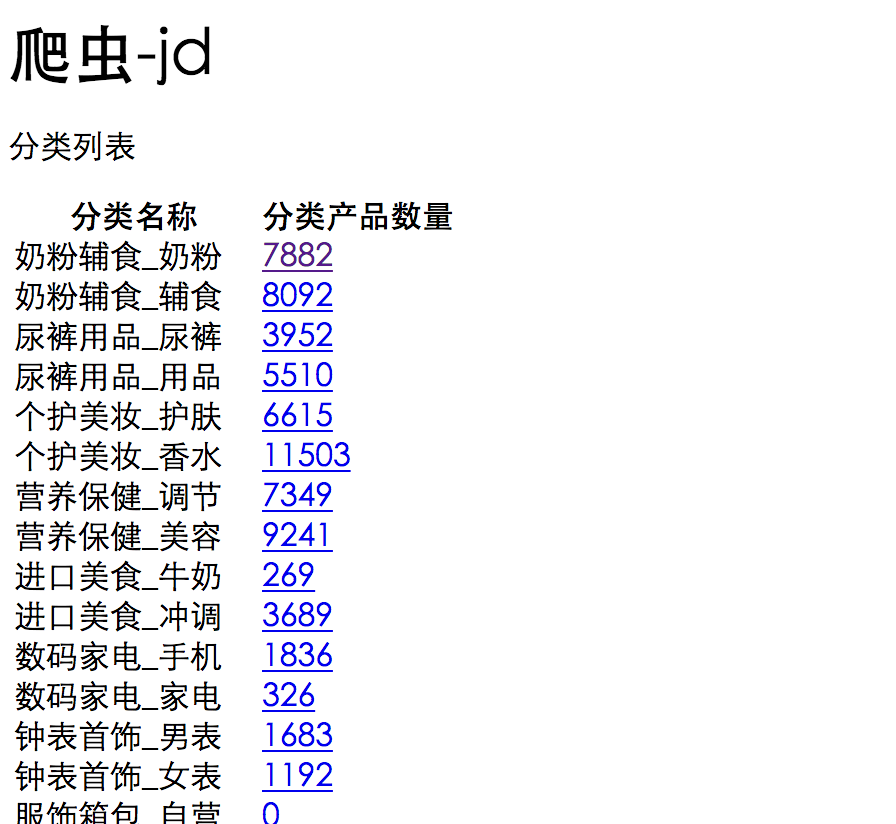 爬虫-jd
分类列表
分类名称 分类产品数量
奶粉辅食_奶粉 7882
奶粉辅食_辅食 8092
尿裤用品_尿裤 3952
尿裤用品_用品 5510
个护美妆_护肤 6615
个护美妆_香水 11503
营养保健_调节 7349
营养保健_美容 9241
进口美食_牛奶 269
进口美食_冲调 3689
数码家电_手机 1836
数码家电_家电 326
钟表首饰_男表 1683
钟表首饰_女表 1192
服饰箱包_自营 0